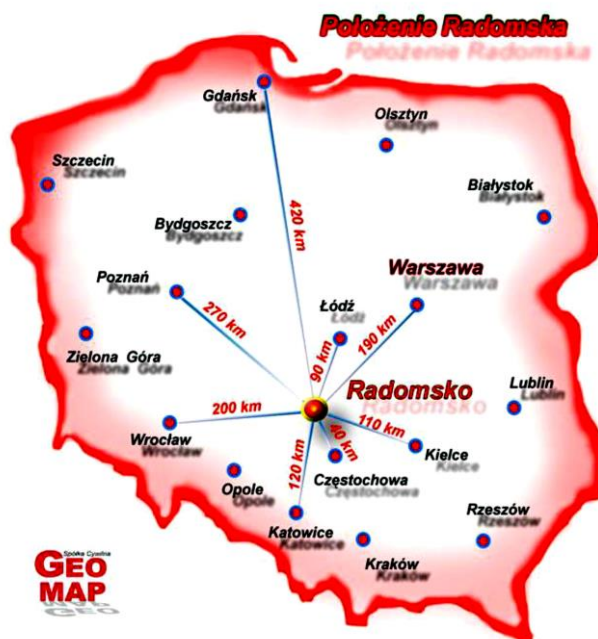 Położenie Radomska
Gdańsk
Olsztyn
Szczecin
Białystok
Bydgoszcz
420 km
Warszawa
Poznań
270 km
Łódź
190 km
90 km
Zielona Góra
Radomsko
Lublin
200 km
110 km
40 km
Wrocław
Kielce
120 km
Częstochowa
Opole
Rzeszów
Katowice
Kraków
Spółka Cywilna
GEO
MAP